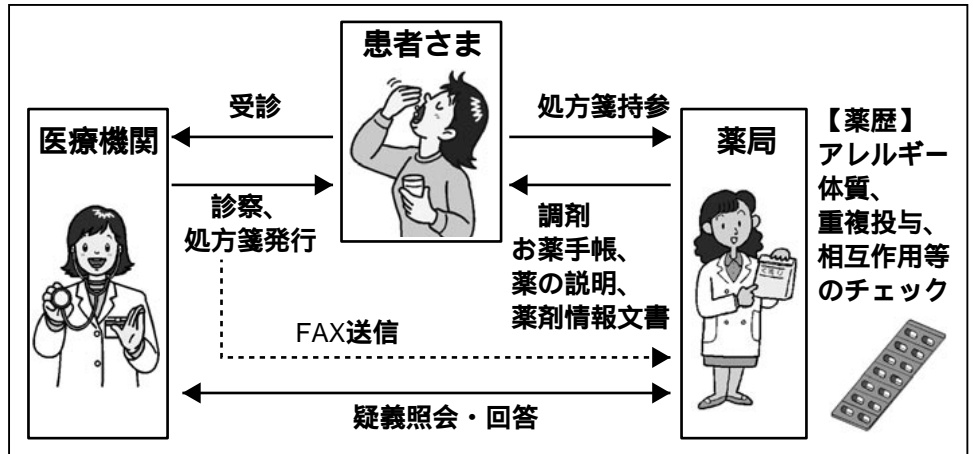 患者さま
受診
処方箋持参
医療機関
薬局
【薬歴】
アレルギー
体質、
重複投与、
相互作用等
のチェック
診察、
処方箋発行
調剤
お薬手帳、
薬の説明、
薬剤情報文書
FAX送信
疑義照会・回答